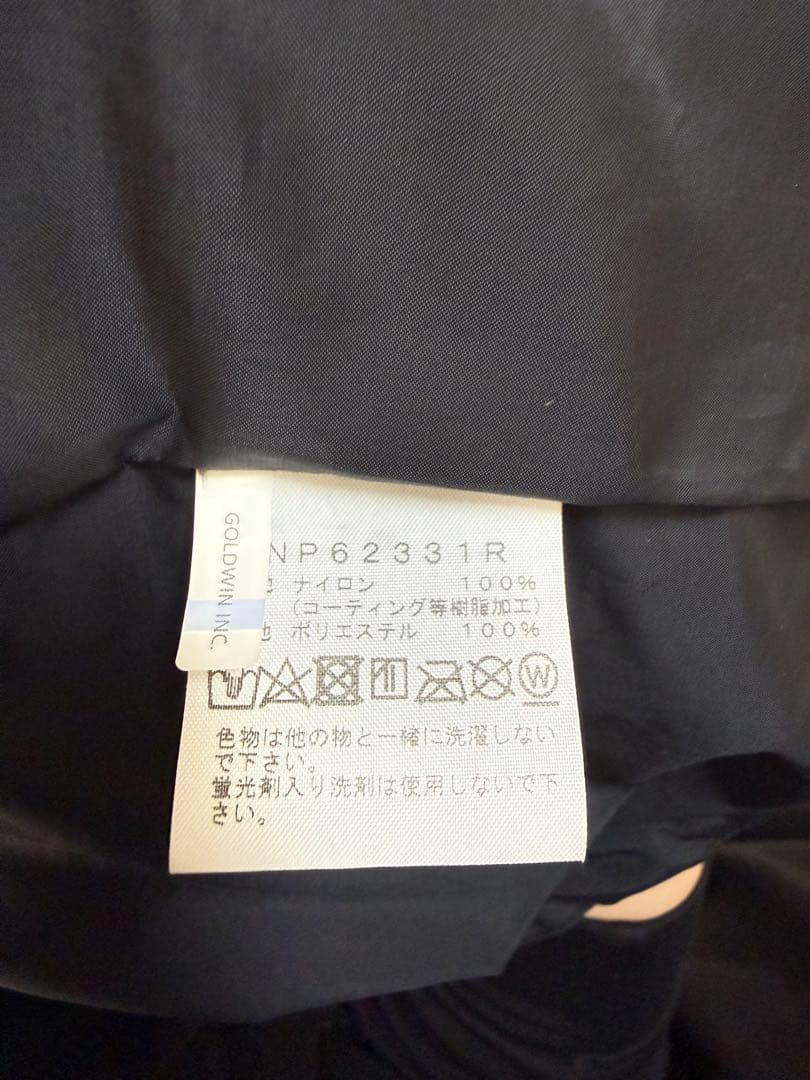 GOLDWIN INC.
NP62331R
地 ナイロン 100%
(コーティング等樹脂加工)
地 ポリエステル 100%
W
色物は他の物と一緒に洗濯しない
で下さい。
蛍光剤入り洗剤は使用しないで下
さい。